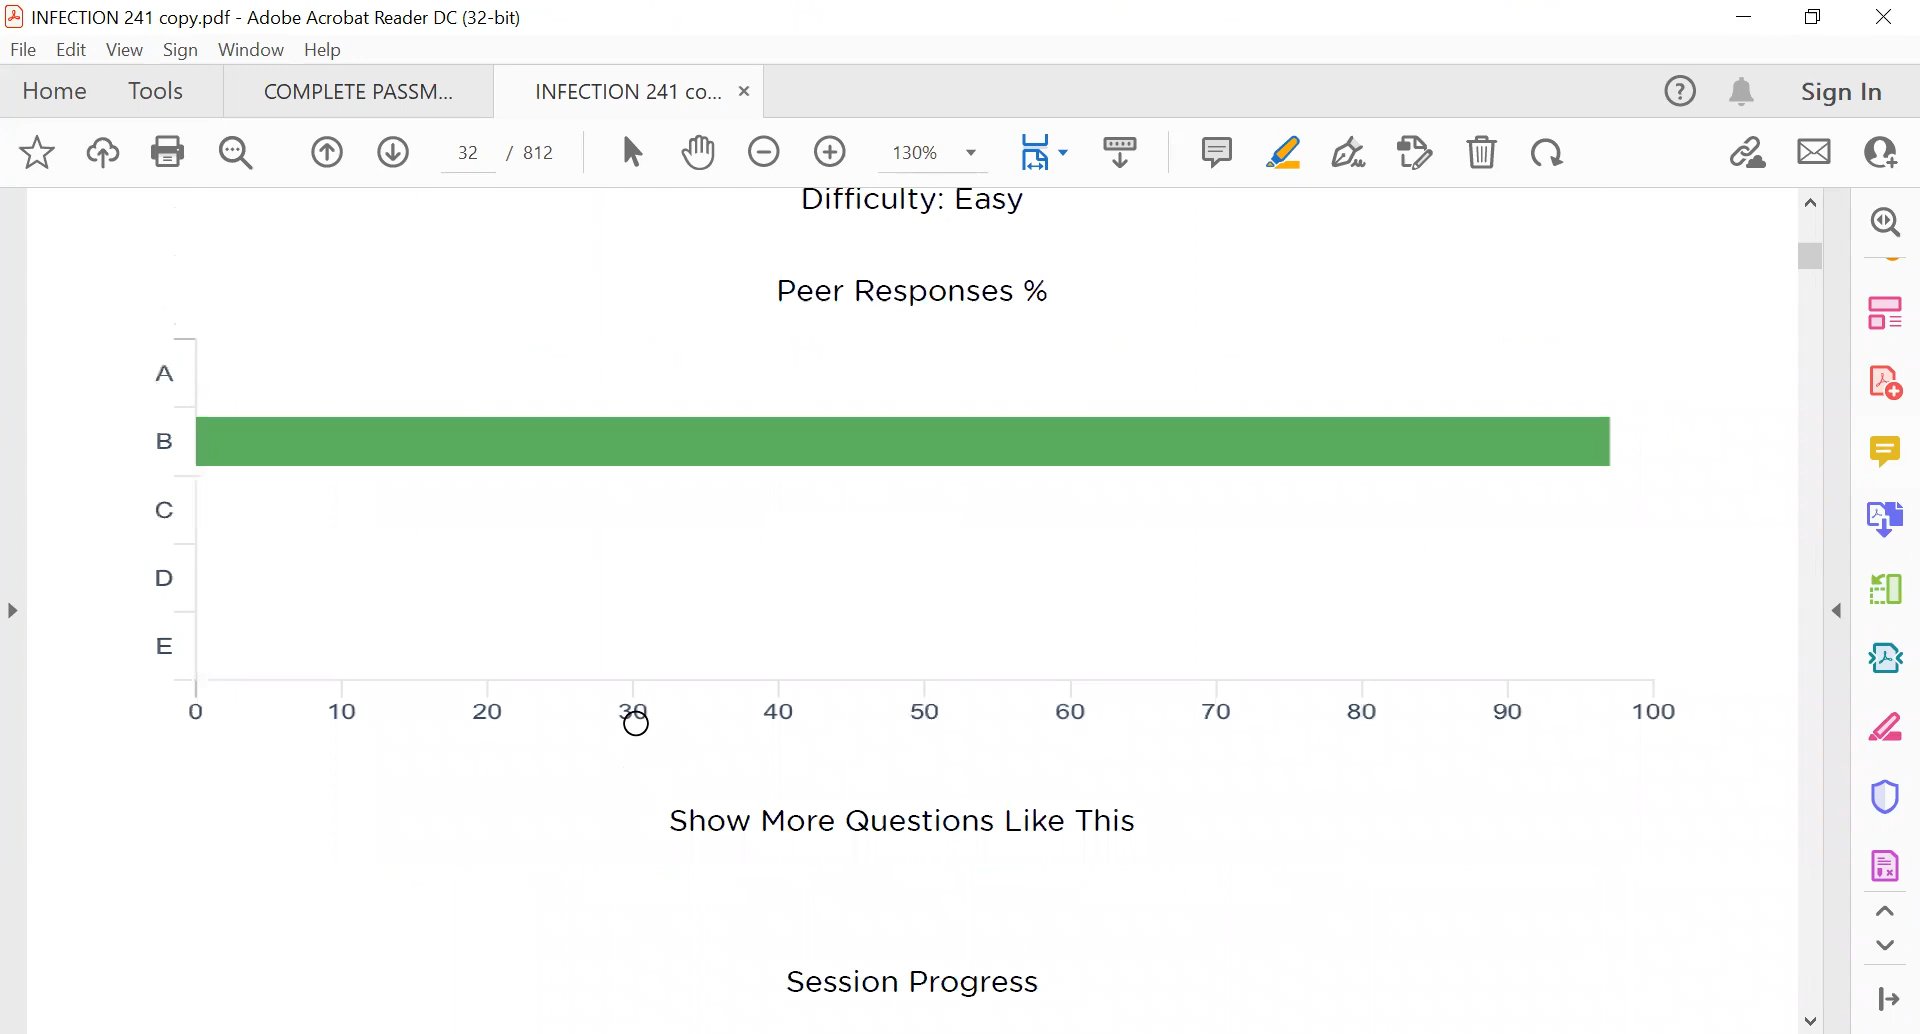 INFECTION 241 copy.pdf - Adobe Acrobat Reader DC (32-bit)
File Edit View Sign Window Help
Home Tools COMPLETE PASSM... INFECTION 241 co... × Sign In
32 / 812 130%
Difficulty: Easy
Peer Responses %
A
B
C
D
E
0 10 20 30 40 50 60 70 80 90 100
Show More Questions Like This
Session Progress